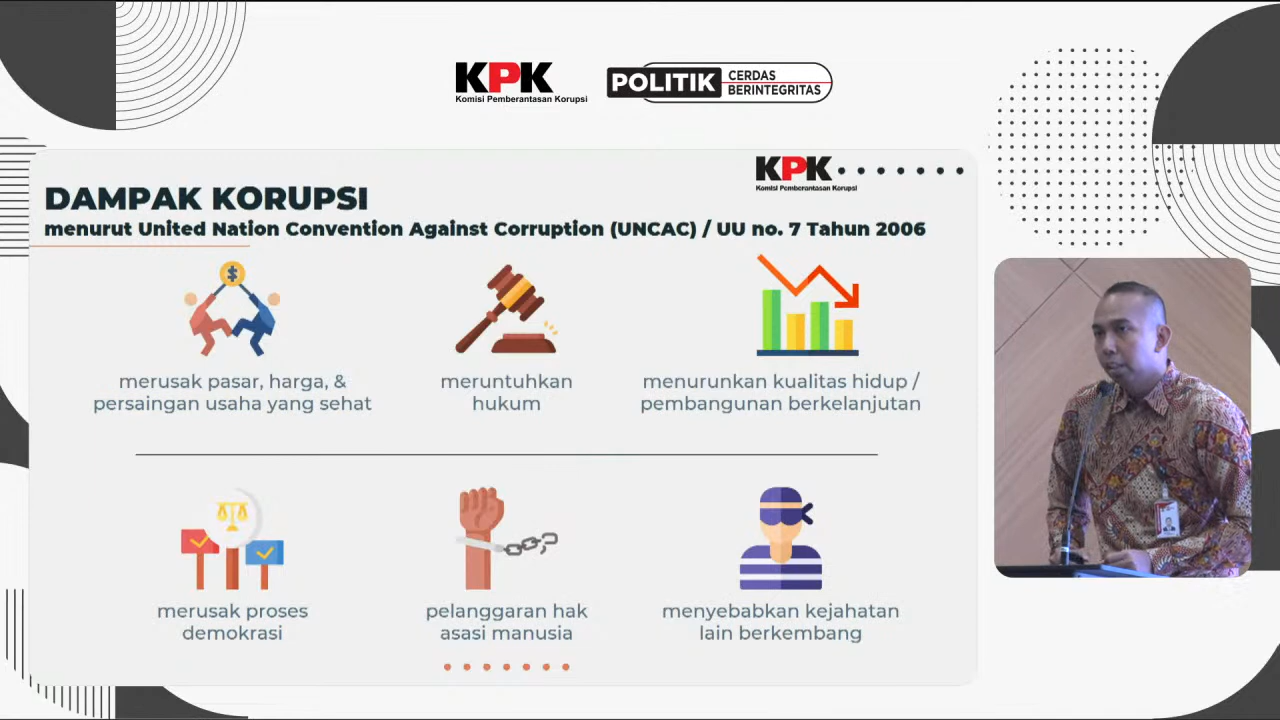 KPK
Komisi Pemberantasan Korupsi
POLITIK
CERDAS
BERINTEGRITAS
KPK
Komisi Pemberantasan Korupsi
DAMPAK KORUPSI
menurut United Nation Convention Against Corruption (UNCAC) / UU no. 7 Tahun 2006
$
merusak pasar, harga, &
persaingan usaha yang sehat
meruntuhkan
hukum
menurunkan kualitas hidup /
pembangunan berkelanjutan
merusak proses
demokrasi
pelanggaran hak
asasi manusia
menyebabkan kejahatan
lain berkembang